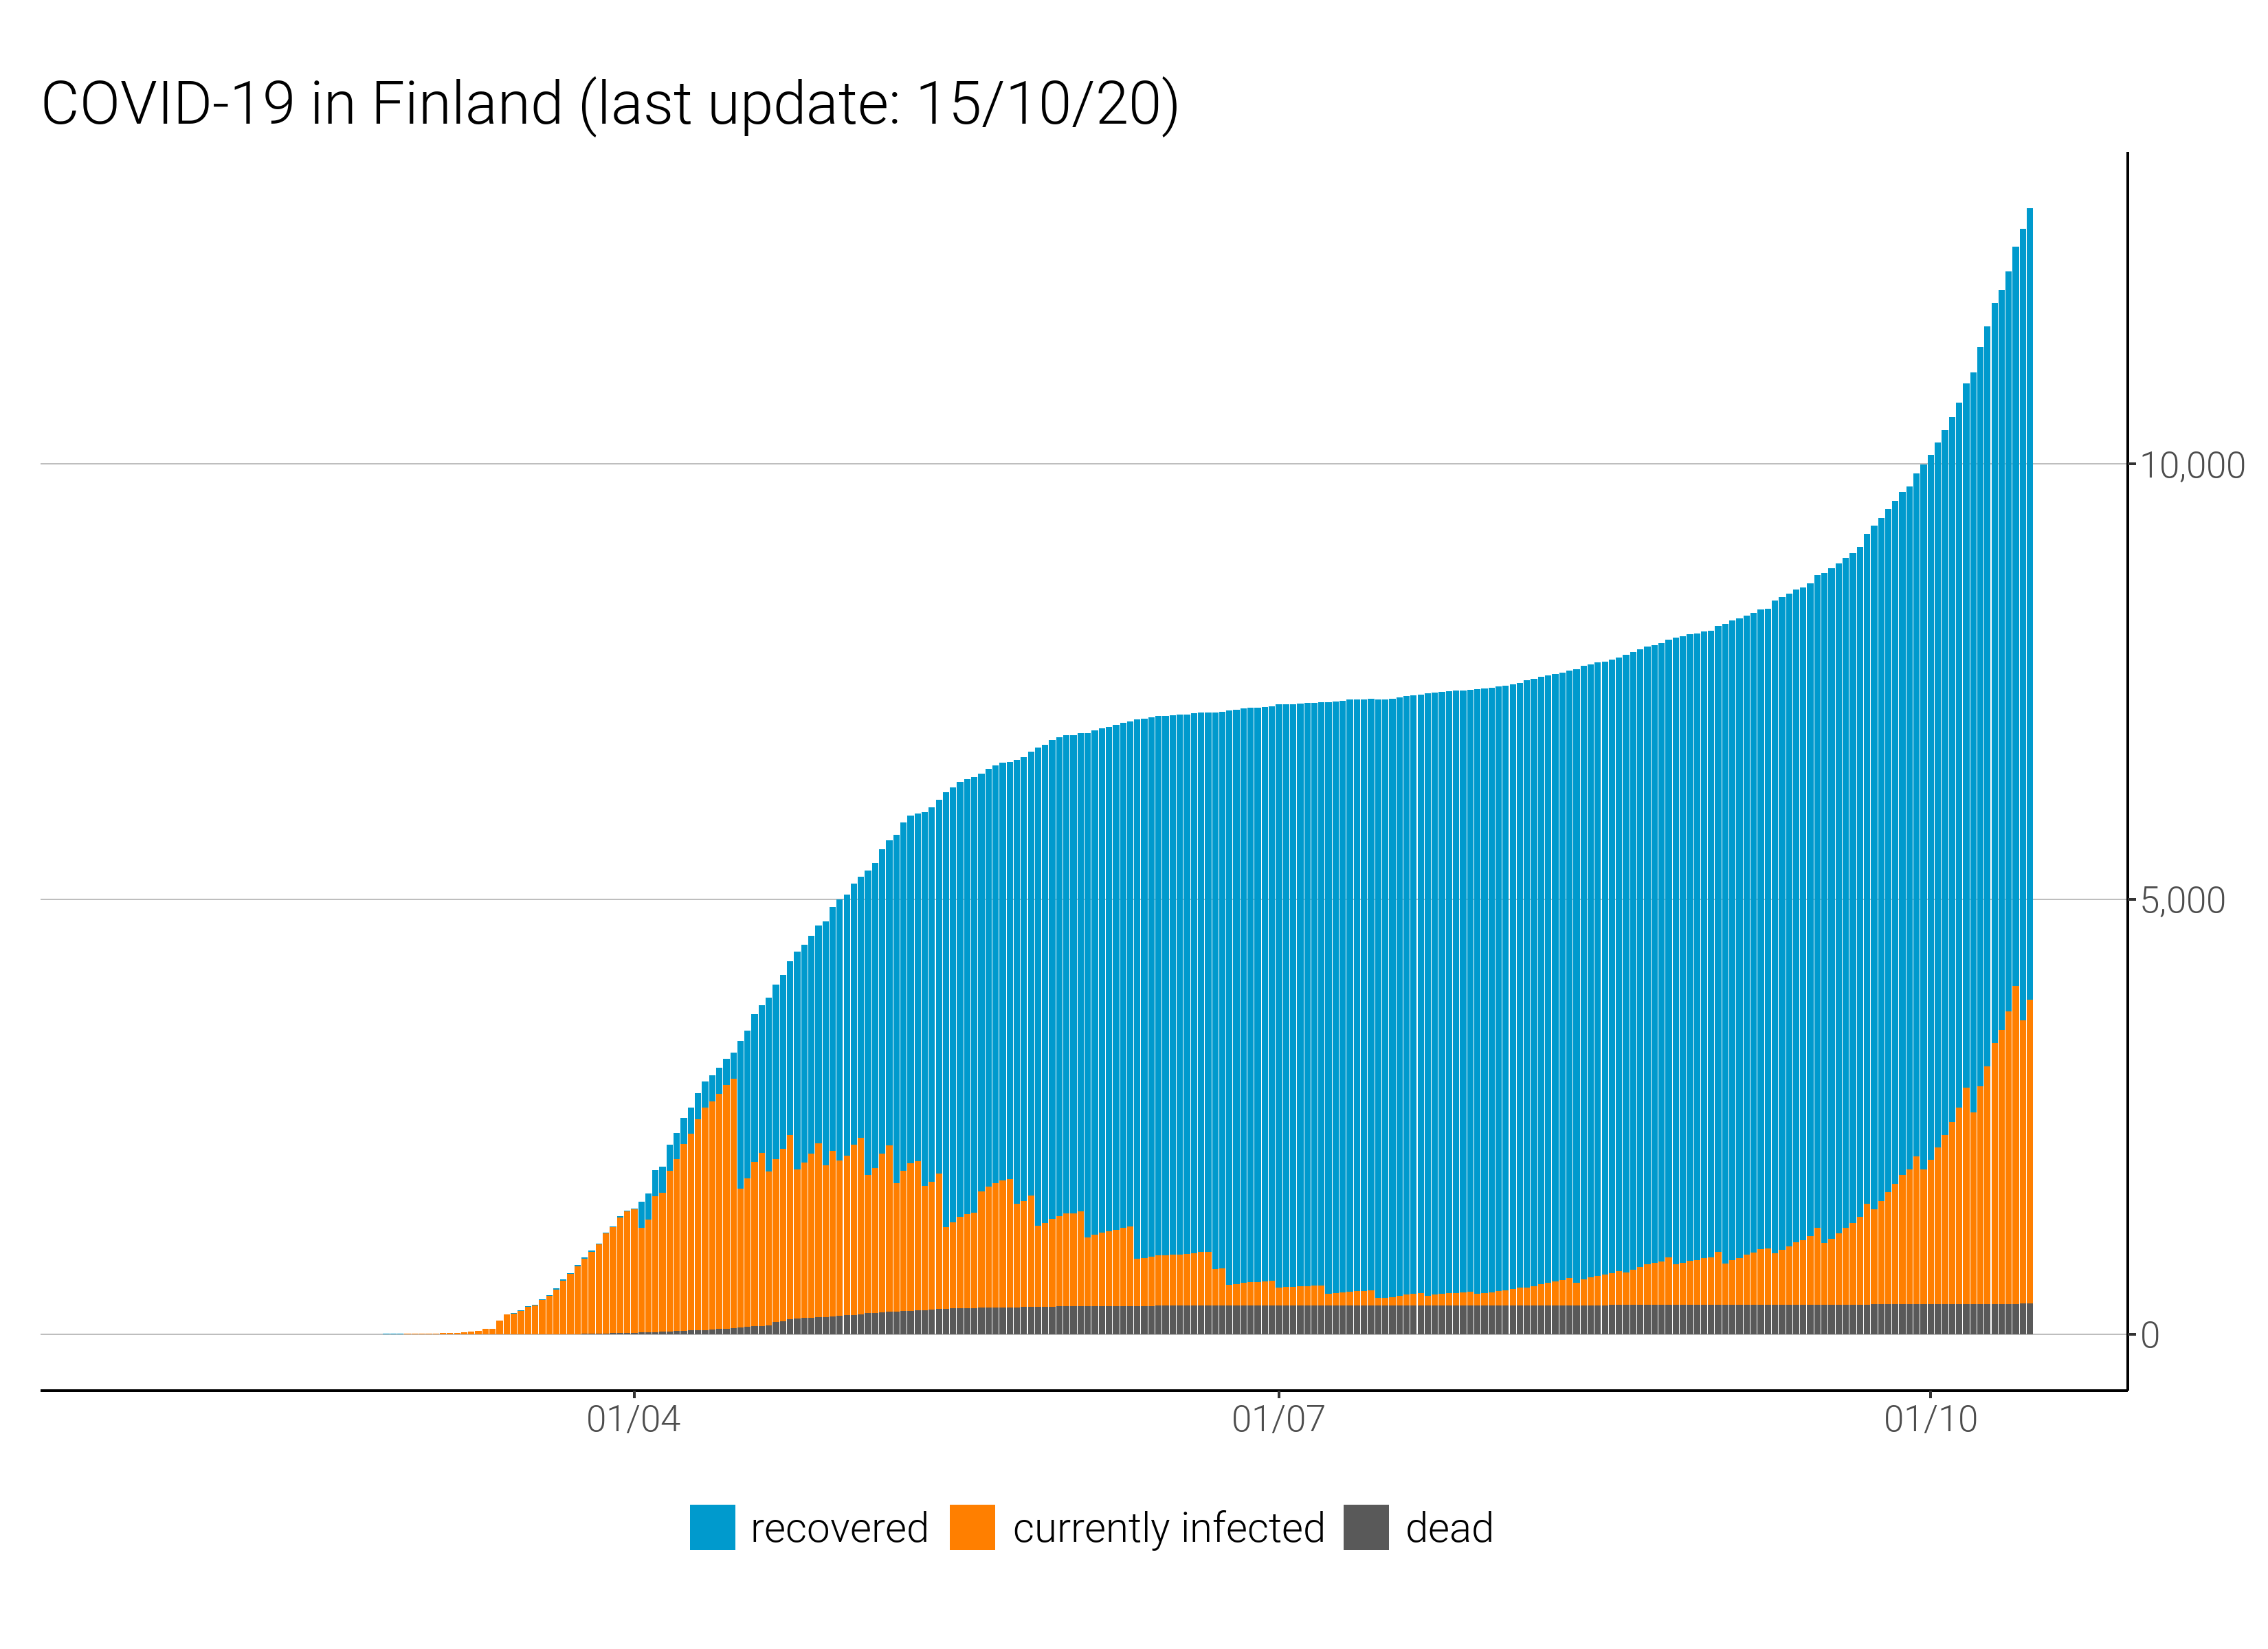 COVID-19 in Finland (last update: 15/10/20)
10,000
5,000
0
01/04 01/07 01/10
recovered currently infected dead